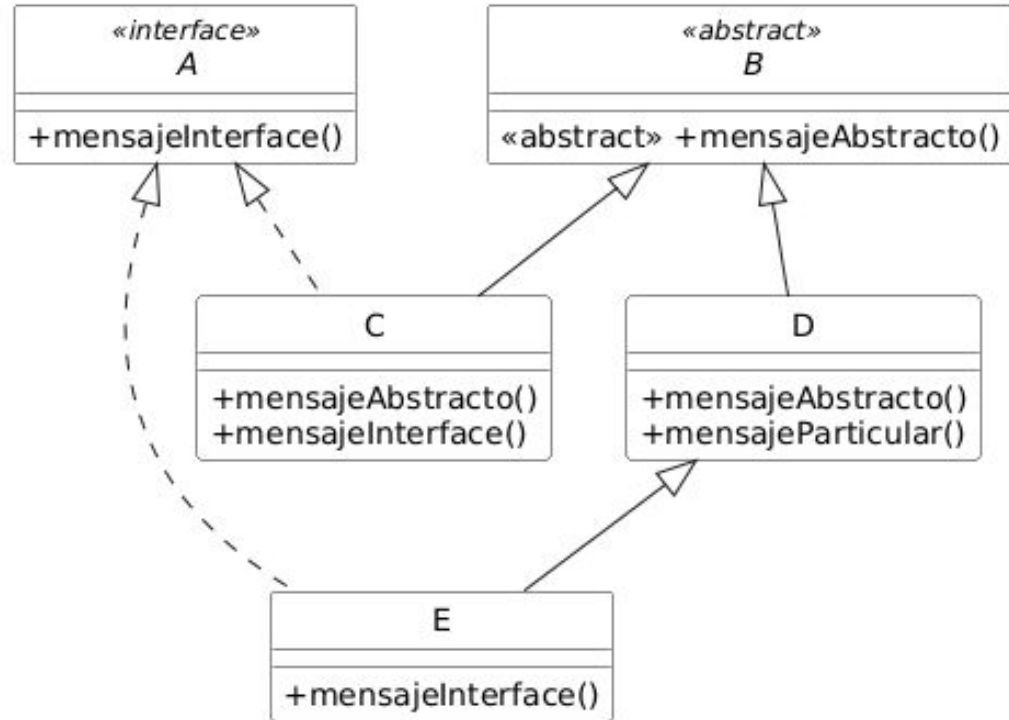 «interface»
A
+mensajeInterface()
«abstract»
B
«abstract» +mensajeAbstracto()
C
+mensajeAbstracto()
+mensajeInterface()
D
+mensajeAbstracto()
+mensajeParticular()
E
+mensajeInterface()